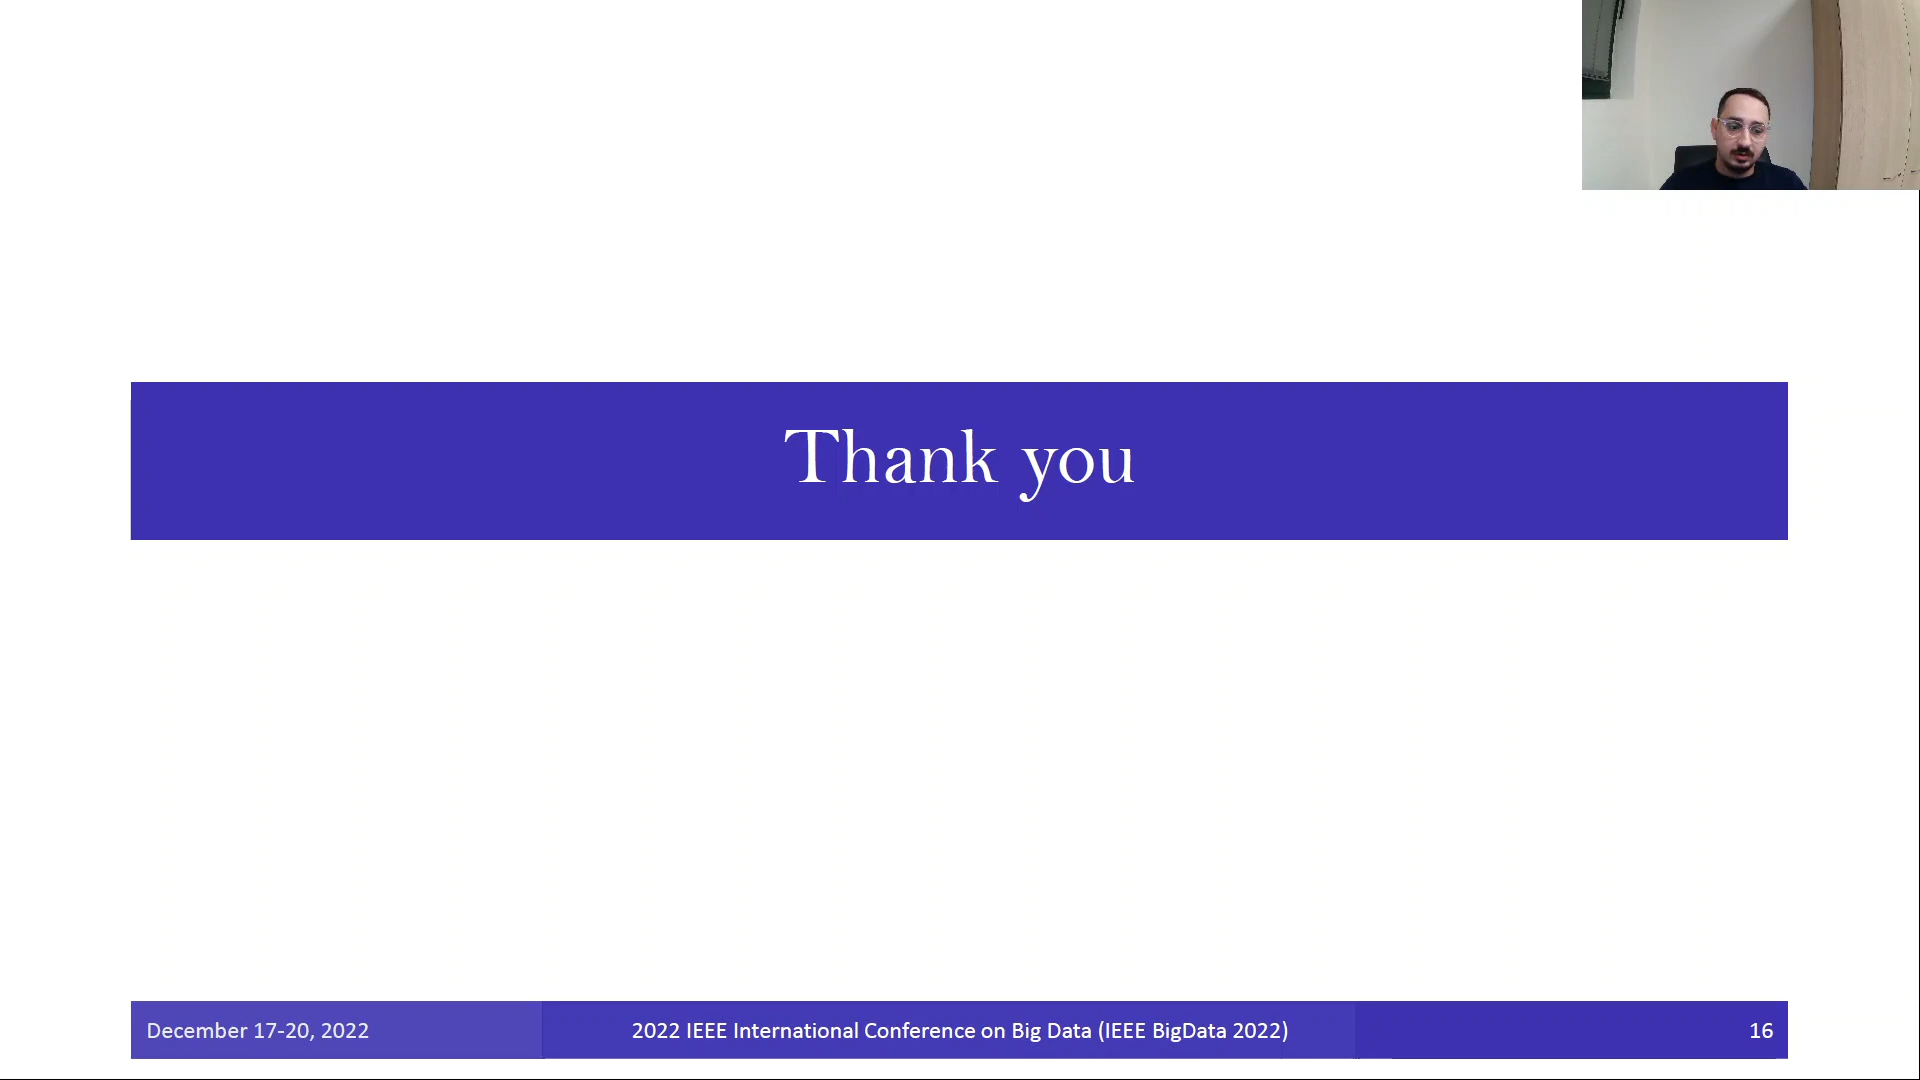 Thank you
December 17-20, 2022
2022 IEEE International Conference on Big Data (IEEE BigData 2022)
16